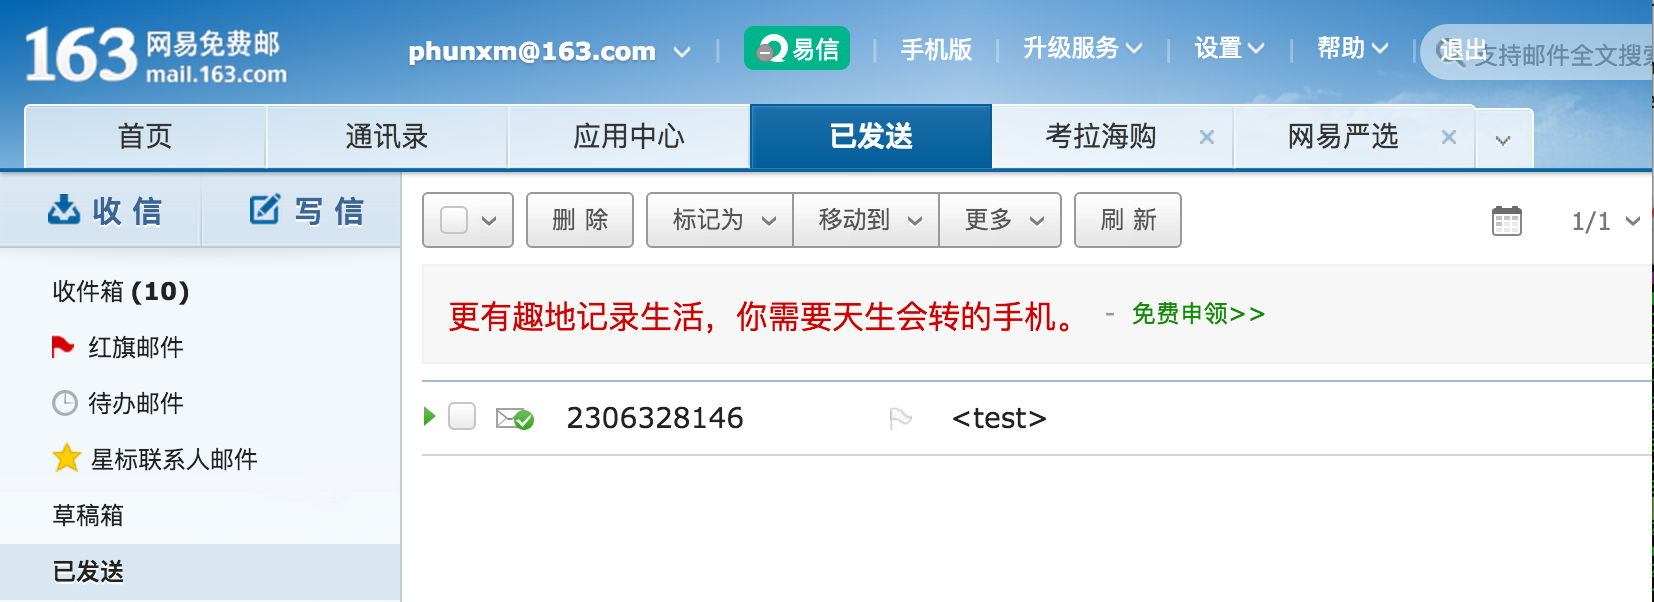 163 网易免费邮
mail.163.com
phunxm@163.com
易信
手机版
升级服务
设置
帮助
退出
支持邮件全文搜索
首页
通讯录
应用中心
已发送
考拉海购
网易严选
收信
写信
删除
标记为
移动到
更多
刷新
1/1
收件箱 (10)
红旗邮件
待办邮件
星标联系人邮件
草稿箱
已发送
更有趣地记录生活，你需要天生会转的手机。 - 免费申领>>
2306328146 <test>